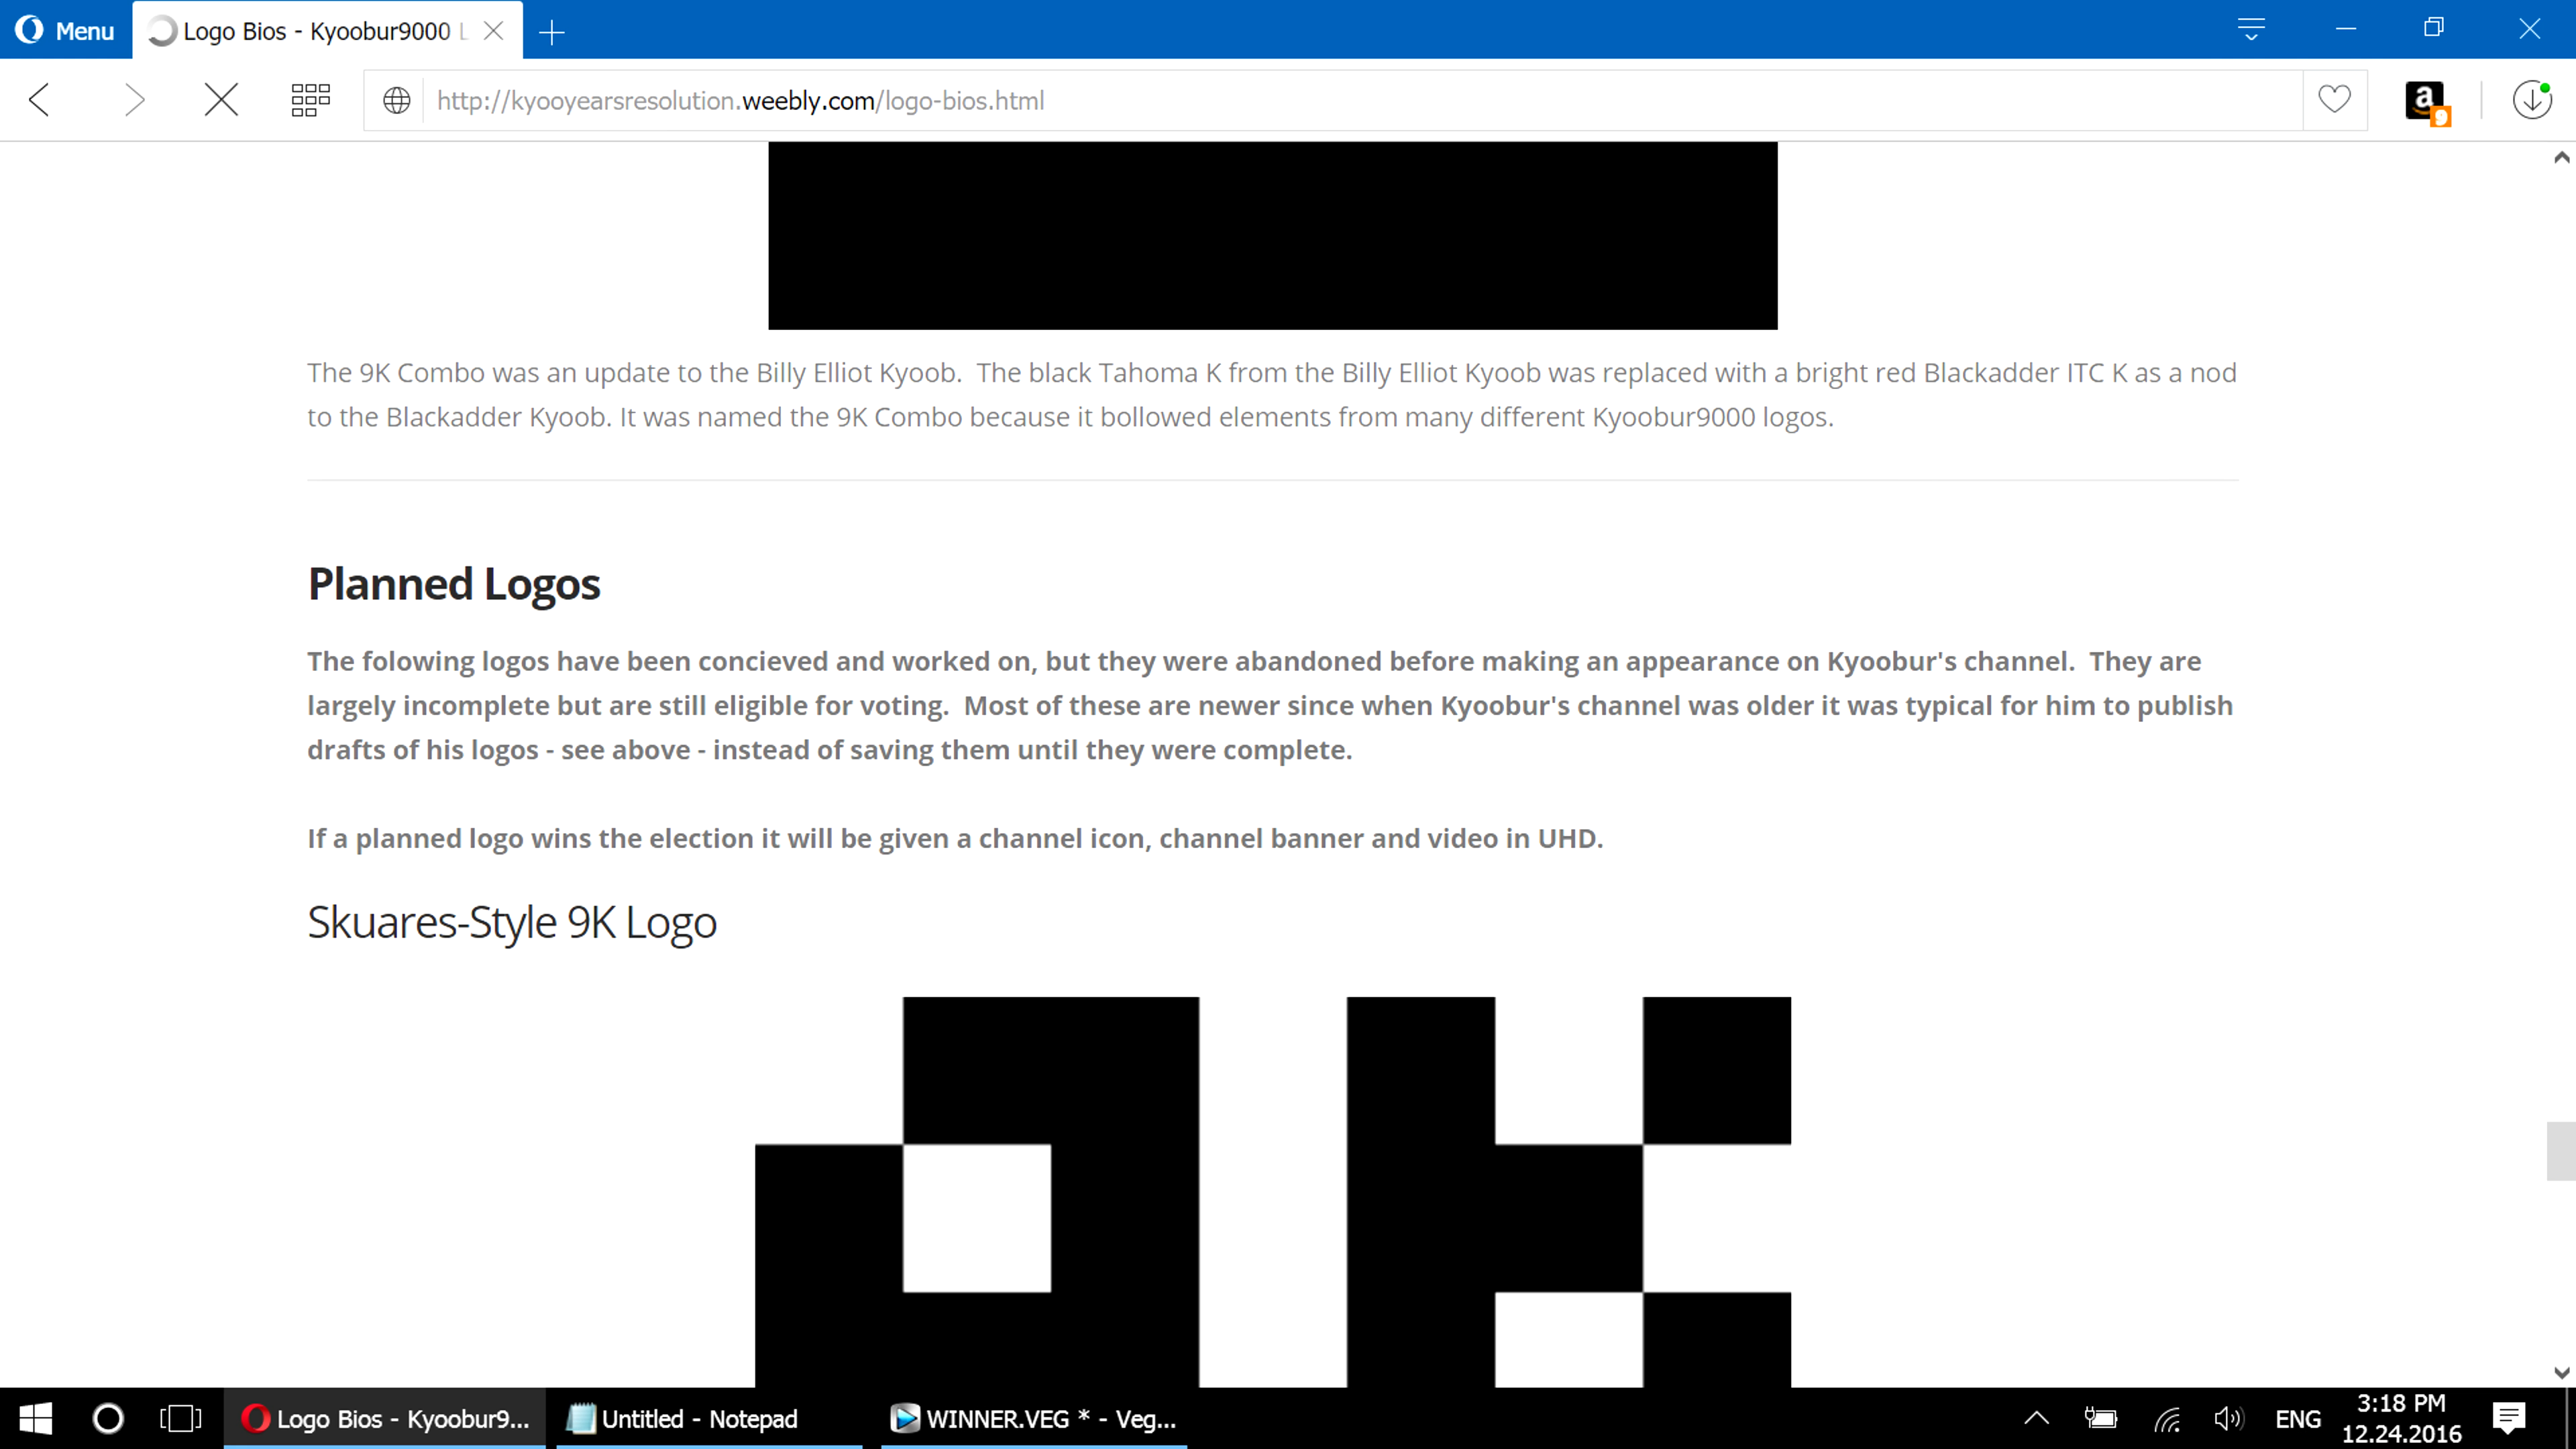 Menu
Logo Bios - Kyoobur9000
http://kyooyearsresolution.weebly.com/logo-bios.html
a
9
The 9K Combo was an update to the Billy Elliot Kyoob.  The black Tahoma K from the Billy Elliot Kyoob was replaced with a bright red Blackadder ITC K as a nod
to the Blackadder Kyoob. It was named the 9K Combo because it bollowed elements from many different Kyoobur9000 logos.
Planned Logos
The folowing logos have been concieved and worked on, but they were abandoned before making an appearance on Kyoobur's channel.  They are
largely incomplete but are still eligible for voting.  Most of these are newer since when Kyoobur's channel was older it was typical for him to publish
drafts of his logos - see above - instead of saving them until they were complete.
If a planned logo wins the election it will be given a channel icon, channel banner and video in UHD.
Skuares-Style 9K Logo
9K
Logo Bios - Kyoobur9...
Untitled - Notepad
WINNER.VEG * - Veg...
ENG
3:18 PM
12.24.2016